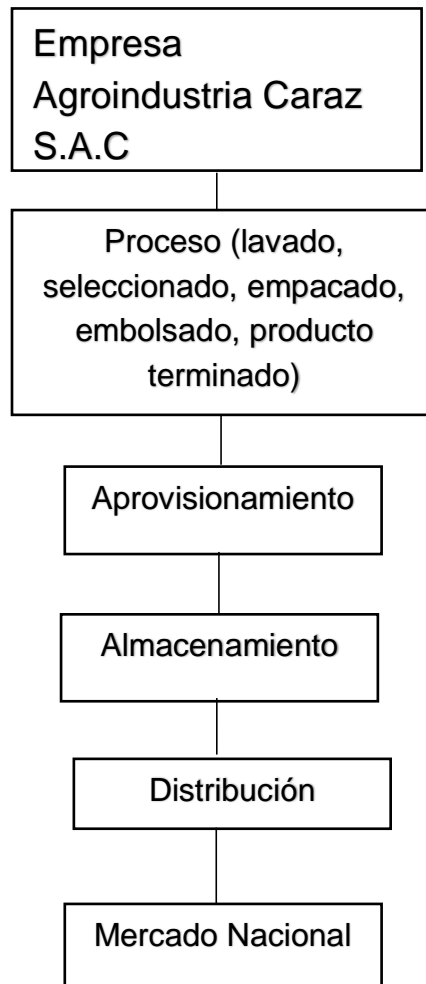 Empresa
Agroindustria Caraz
S.A.C
Proceso (lavado,
seleccionado, empacado,
embolsado, producto
terminado)
Aprovisionamiento
Almacenamiento
Distribución
Mercado Nacional